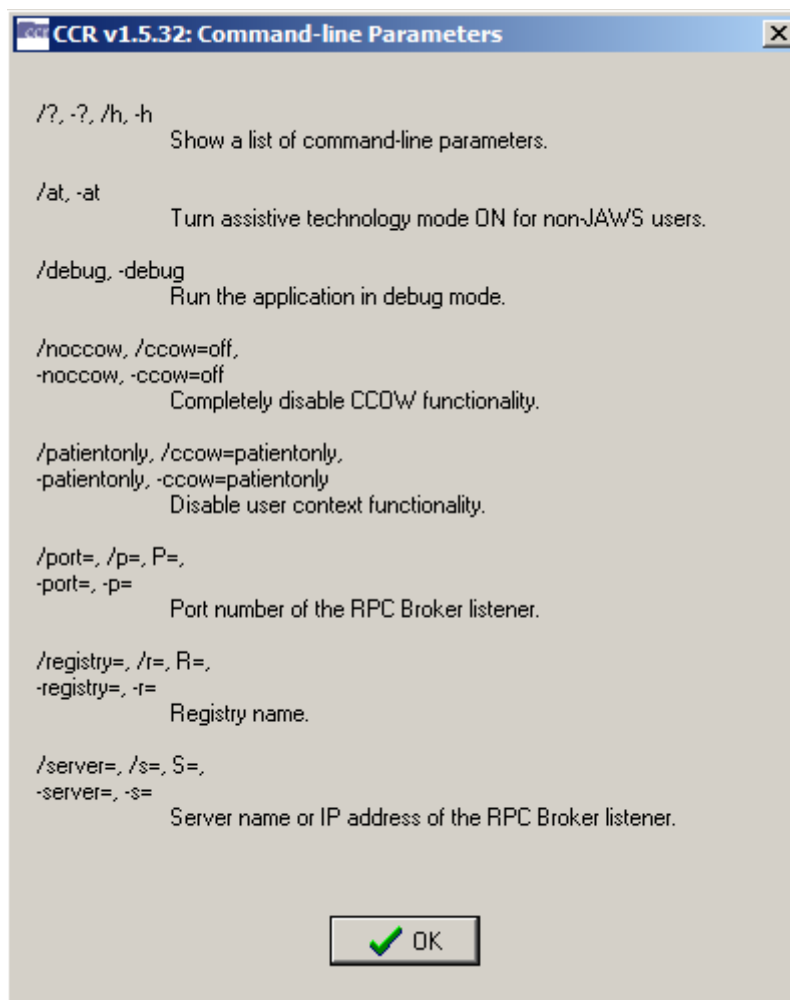 CCR CCR v1.5.32: Command-line Parameters
/?, -?, /h, -h
Show a list of command-line parameters.
/at, -at
Turn assistive technology mode ON for non-JAWS users.
/debug, -debug
Run the application in debug mode.
/noccow, /ccow=off,
-noccow, -ccow=off
Completely disable CCOW functionality.
/patientonly, /ccow=patientonly,
-patientonly, -ccow=patientonly
Disable user context functionality.
/port=, /p=, P=,
-port=, -p=
Port number of the RPC Broker listener.
/registry=, /r=, R=,
-registry=, -r=
Registry name.
/server=, /s=, S=,
-server=, -s=
Server name or IP address of the RPC Broker listener.
OK